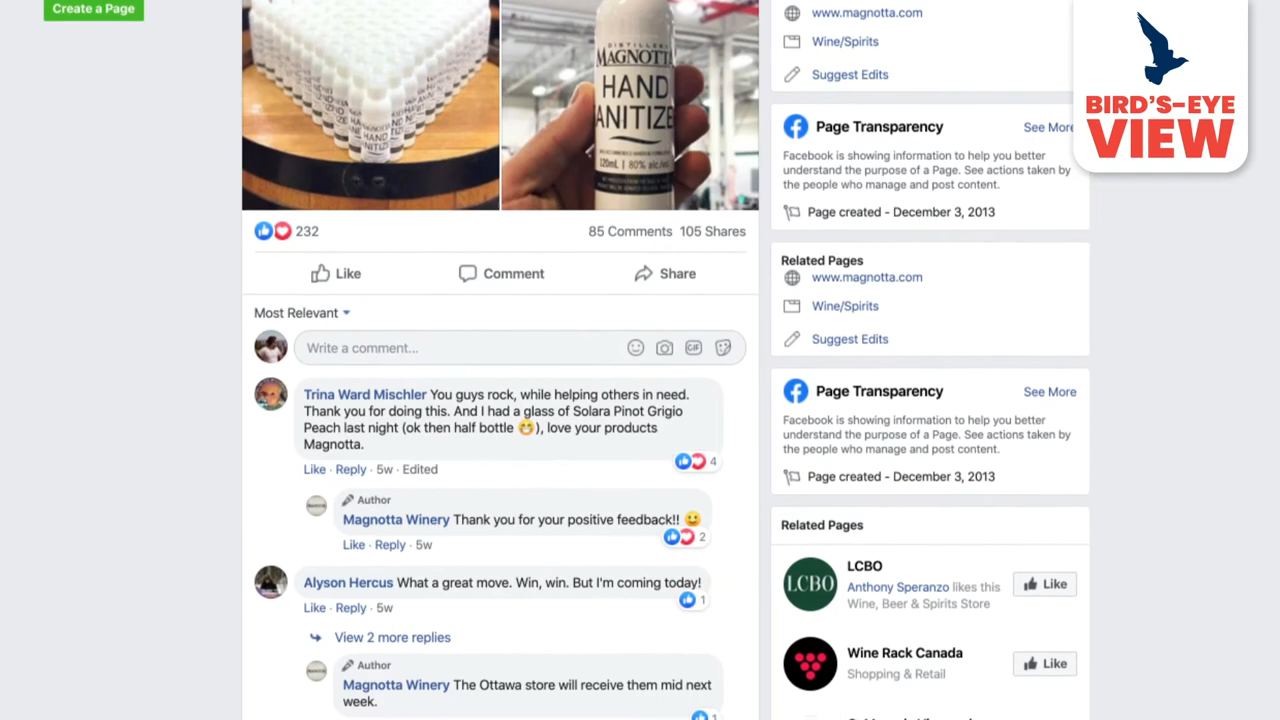 Create a Page
DISTILLERY
MAGNOTTA
HAND
SANITIZE
120mL | 80% alc./vol.
HAND
SANITIZE
232
85 Comments 105 Shares
Like
Comment
Share
Most Relevant
Write a comment...
GIF
Trina Ward Mischler You guys rock, while helping others in need.
Thank you for doing this. And I had a glass of Solara Pinot Grigio
Peach last night (ok then half bottle 😁), love your products
Magnotta.
4
Like · Reply · 5w · Edited
Author
Magnotta Winery Thank you for your positive feedback!! 😃
2
Like · Reply · 5w
Alyson Hercus What a great move. Win, win. But I'm coming today!
1
Like · Reply · 5w
View 2 more replies
Author
Magnotta Winery The Ottawa store will receive them mid next
week.
1
www.magnotta.com
Wine/Spirits
Suggest Edits
Page Transparency
See More
Facebook is showing information to help you better
understand the purpose of a Page. See actions taken by
the people who manage and post content.
Page created - December 3, 2013
Related Pages
www.magnotta.com
Wine/Spirits
Suggest Edits
Page Transparency
See More
Facebook is showing information to help you better
understand the purpose of a Page. See actions taken by
the people who manage and post content.
Page created - December 3, 2013
Related Pages
LCBO
LCBO
Anthony Speranzo likes this
Wine, Beer & Spirits Store
Like
Wine Rack Canada
Shopping & Retail
Like
BIRD'S-EYE
VIEW